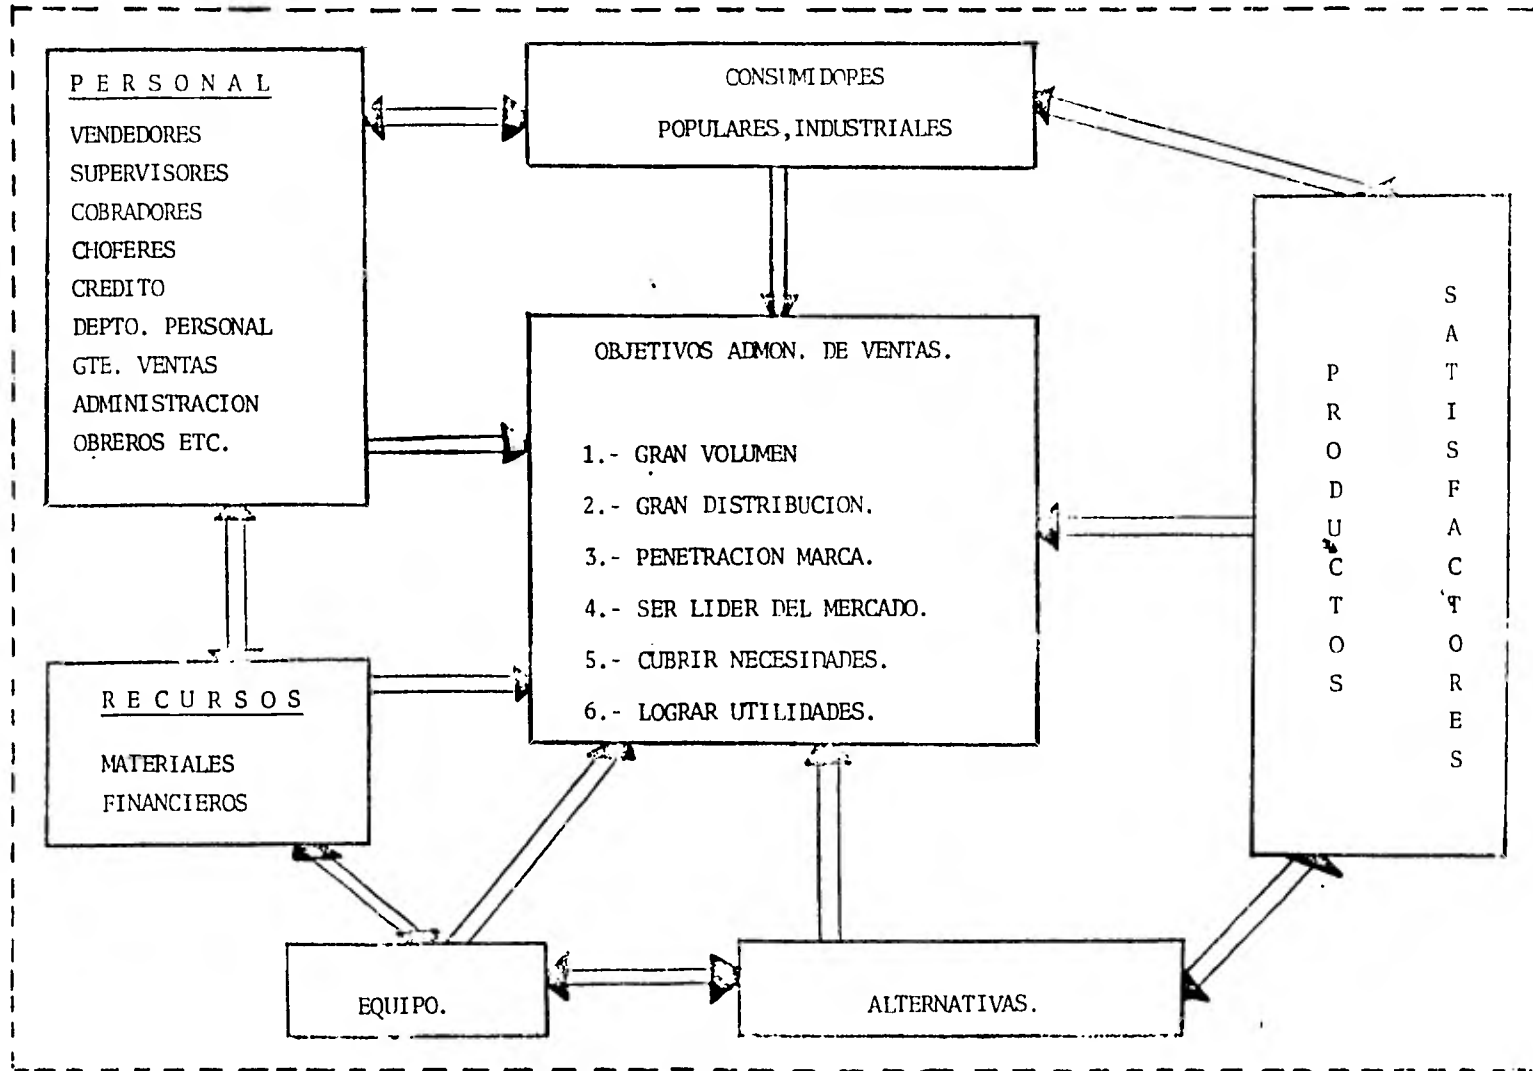 P E R S O N A L
VENDEDORES
SUPERVISORES
COBRADORES
CHOFERES
CREDITO
DEPTO. PERSONAL
GTE. VENTAS
ADMINISTRACION
OBREROS ETC.
CONSUMIDORES
POPULARES, INDUSTRIALES
OBJETIVOS ADMON. DE VENTAS.
1.- GRAN VOLUMEN
2.- GRAN DISTRIBUCION.
3.- PENETRACION MARCA.
4.- SER LIDER DEL MERCADO.
5.- CUBRIR NECESIDADES.
6.- LOGRAR UTILIDADES.
PRODUCTOS
SATISFACTORES
R E C U R S O S
MATERIALES
FINANCIEROS
EQUIPO.
ALTERNATIVAS.